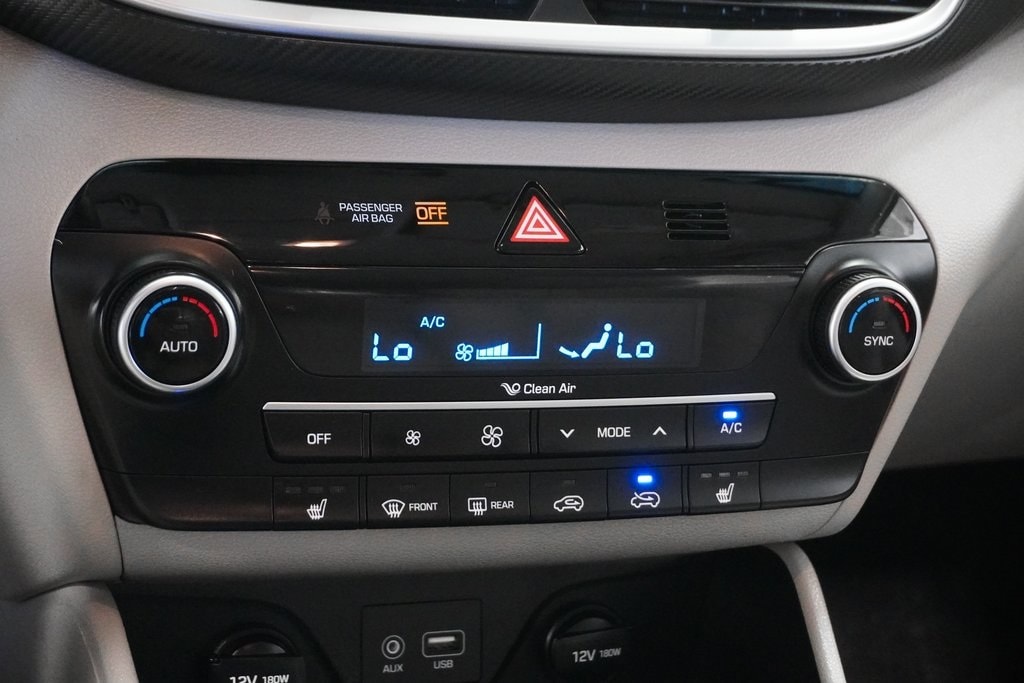 PASSENGER
AIR BAG OFF
AUTO
A/C
Lo Lo
SYNC
Clean Air
OFF MODE A/C
FRONT REAR
AUX USB
12V 180W
12V 180W